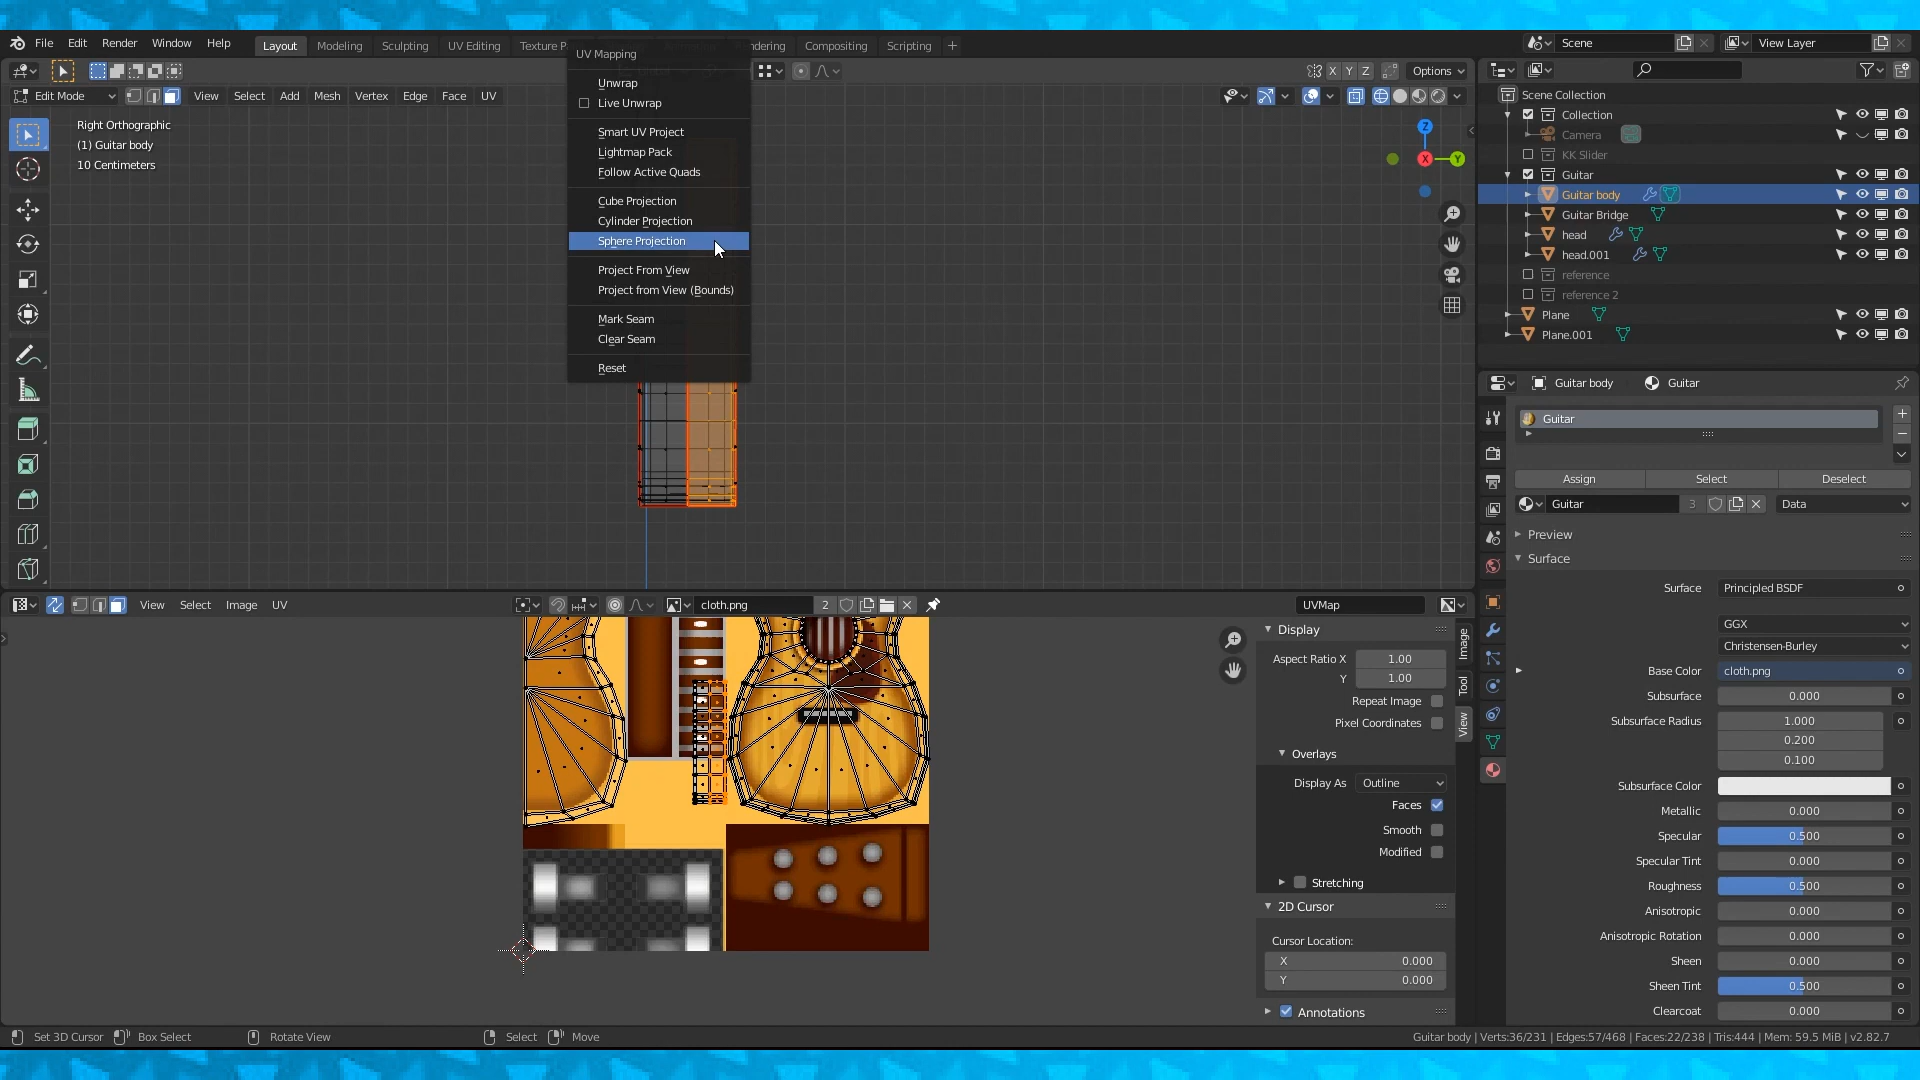 File Edit Render Window Help Layout Modeling Sculpting UV Editing Texture P Compositing Scripting + Scene View Layer
UV Mapping
Unwrap
Live Unwrap
Smart UV Project
Lightmap Pack
Follow Active Quads
Cube Projection
Cylinder Projection
Sphere Projection
Project From View
Project from View (Bounds)
Mark Seam
Clear Seam
Reset
X Y Z Options
Edit Mode View Select Add Mesh Vertex Edge Face UV
Right Orthographic
(1) Guitar body
10 Centimeters
Z
X Y
Scene Collection
Collection
Camera
KK Slider
Guitar
Guitar body
Guitar Bridge
head
head.001
reference
reference 2
Plane
Plane.001
Guitar body Guitar
Guitar
Assign Select Deselect
Guitar 3 Data
Preview
Surface
Surface Principled BSDF
GGX
Christensen-Burley
Base Color cloth.png
Subsurface 0.000
Subsurface Radius 1.000
0.200
0.100
Subsurface Color
Metallic 0.000
Specular 0.500
Specular Tint 0.000
Roughness 0.500
Anisotropic 0.000
Anisotropic Rotation 0.000
Sheen 0.000
Sheen Tint 0.500
Clearcoat 0.000
View Select Image UV cloth.png 2 UVMap
Display
Aspect Ratio X 1.00
Y 1.00
Repeat Image
Pixel Coordinates
Overlays
Display As Outline
Faces
Smooth
Modified
Stretching
2D Cursor
Cursor Location:
X 0.000
Y 0.000
Annotations
Image
Tool
View
Set 3D Cursor Box Select Rotate View Select Move Guitar body | Verts:36/231 | Edges:57/468 | Faces:22/238 | Tris:444 | Mem: 59.5 MiB | v2.82.7